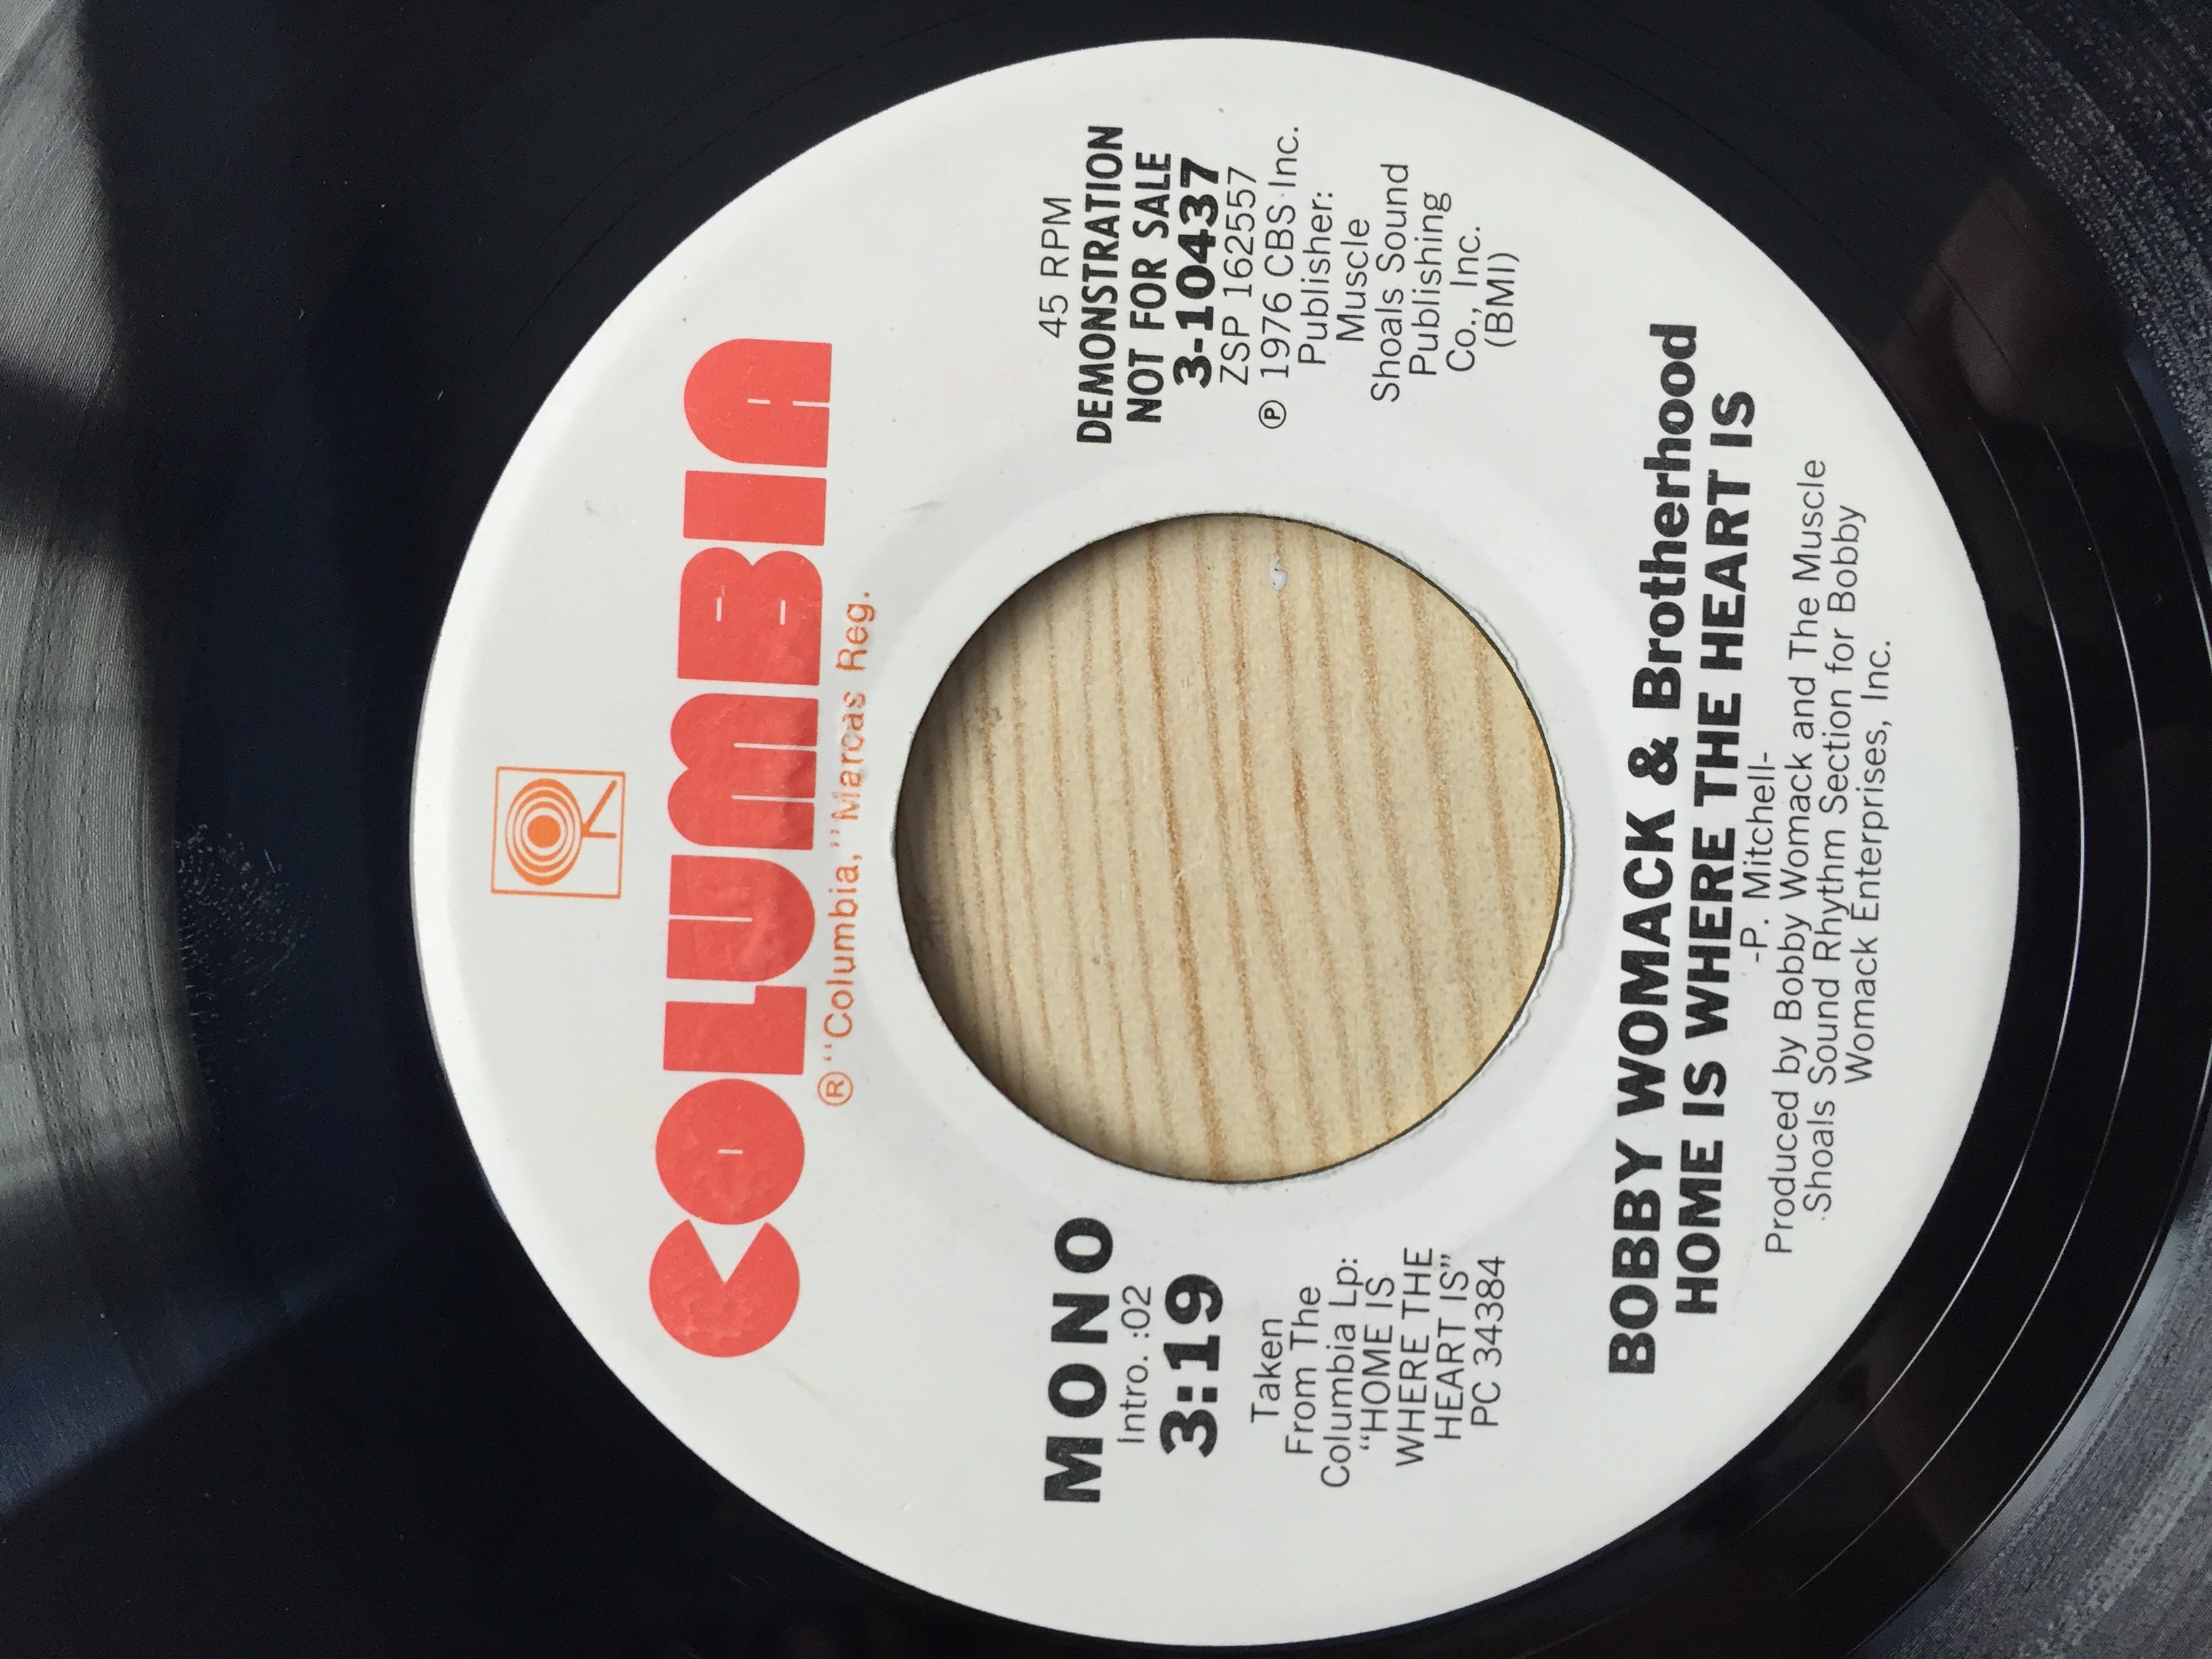 COLUMBIA
® "Columbia," Marcas Reg.
MONO
Intro. :02
3:19
Taken
From The
Columbia Lp:
“HOME IS
WHERE THE
HEART IS”
PC 34384
45 RPM
DEMONSTRATION
NOT FOR SALE
3-10437
ZSP 162557
℗ 1976 CBS Inc.
Publisher:
Muscle
Shoals Sound
Publishing
Co., Inc.
(BMI)
BOBBY WOMACK & Brotherhood
HOME IS WHERE THE HEART IS
-P. Mitchell-
Produced by Bobby Womack and The Muscle
Shoals Sound Rhythm Section for Bobby
Womack Enterprises, Inc.